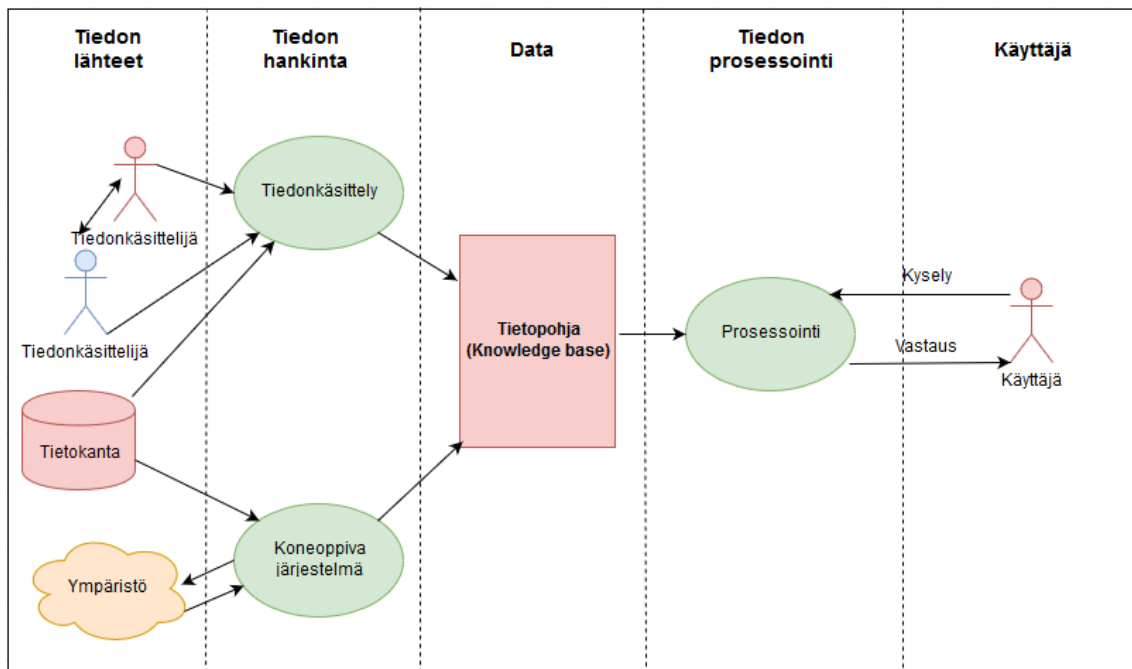 Tiedon
lähteet
Tiedon
hankinta
Data
Tiedon
prosessointi
Käyttäjä
Tiedonkäsittelijä
Tiedonkäsittelijä
Tietokanta
Ympäristö
Tiedonkäsittely
Koneoppiva
järjestelmä
Tietopohja
(Knowledge base)
Prosessointi
Kysely
Vastaus
Käyttäjä